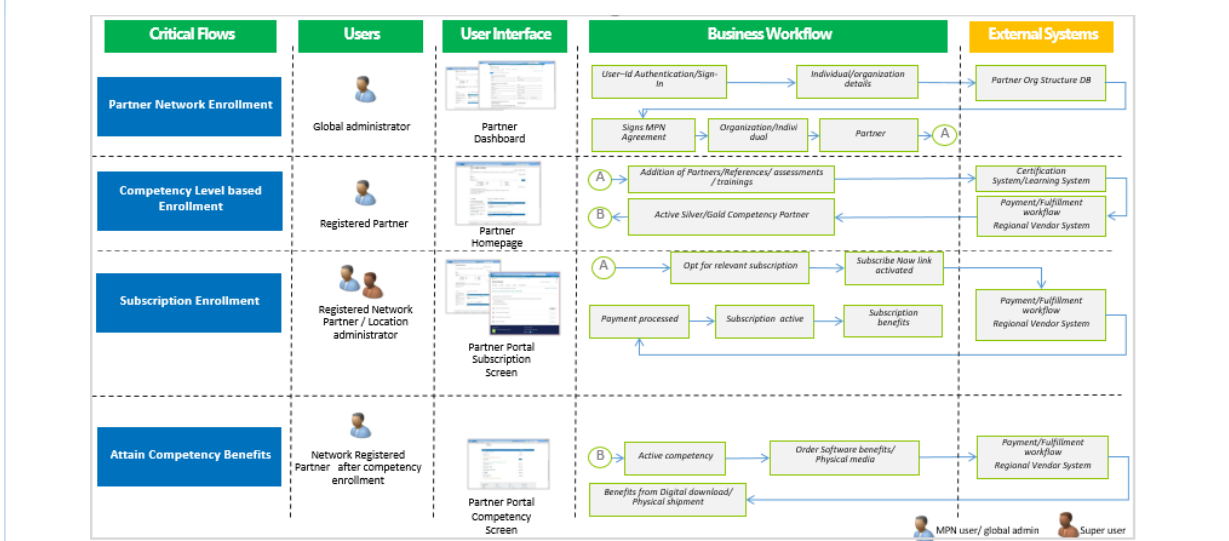 Critical Flows
Users
User Interface
Business Workflow
External Systems
Partner Network Enrollment
Global administrator
Partner
Dashboard
User–Id Authentication/Sign-
In
Individual/organization
details
Partner Org Structure DB
Signs MPN
Agreement
Organization/Indivi
dual
Partner
A
Competency Level based
Enrollment
Registered Partner
Partner
Homepage
A
Addition of Partners/References/ assessments
/ trainings
Certification
System/Learning System
B
Active Silver/Gold Competency Partner
Payment/Fulfillment
workflow
Regional Vendor System
Subscription Enrollment
Registered Network
Partner / Location
administrator
Partner Portal
Subscription
Screen
A
Opt for relevant subscription
Subscribe Now link
activated
Payment/Fulfillment
workflow
Regional Vendor System
Payment processed
Subscription active
Subscription
benefits
Attain Competency Benefits
Network Registered
Partner after competency
enrollment
Partner Portal
Competency
Screen
B
Active competency
Order Software benefits/
Physical media
Payment/Fulfillment
workflow
Regional Vendor System
Benefits from Digital download/
Physical shipment
MPN user/ global admin
Super user